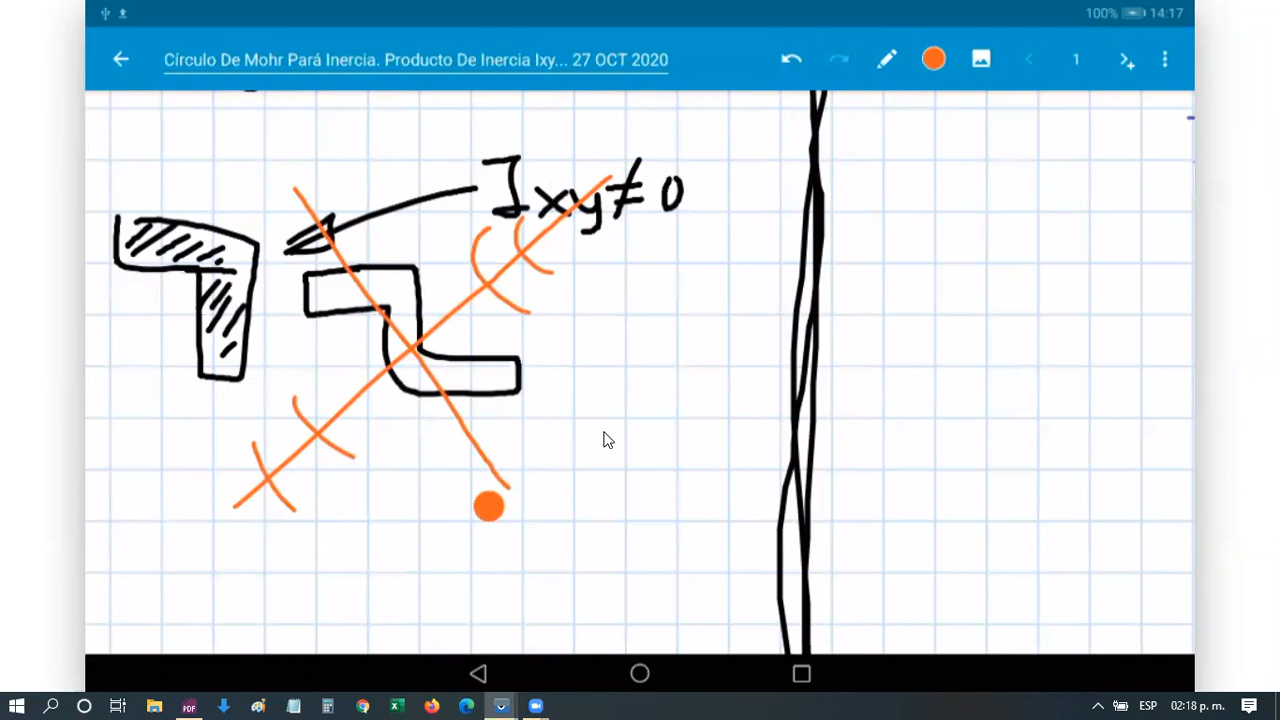 100% 14:17
Círculo De Mohr Pará Inercia. Producto De Inercia Ixy... 27 OCT 2020
1
Ixy≠0
ESP 02:18 p. m.